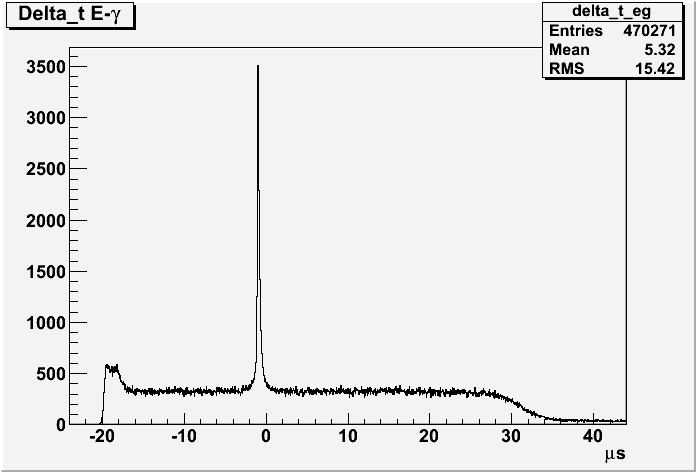 Delta_t E-γ
delta_t_eg
Entries 470271
Mean 5.32
RMS 15.42
3500
3000
2500
2000
1500
1000
500
0
-20 -10 0 10 20 30 40
μs